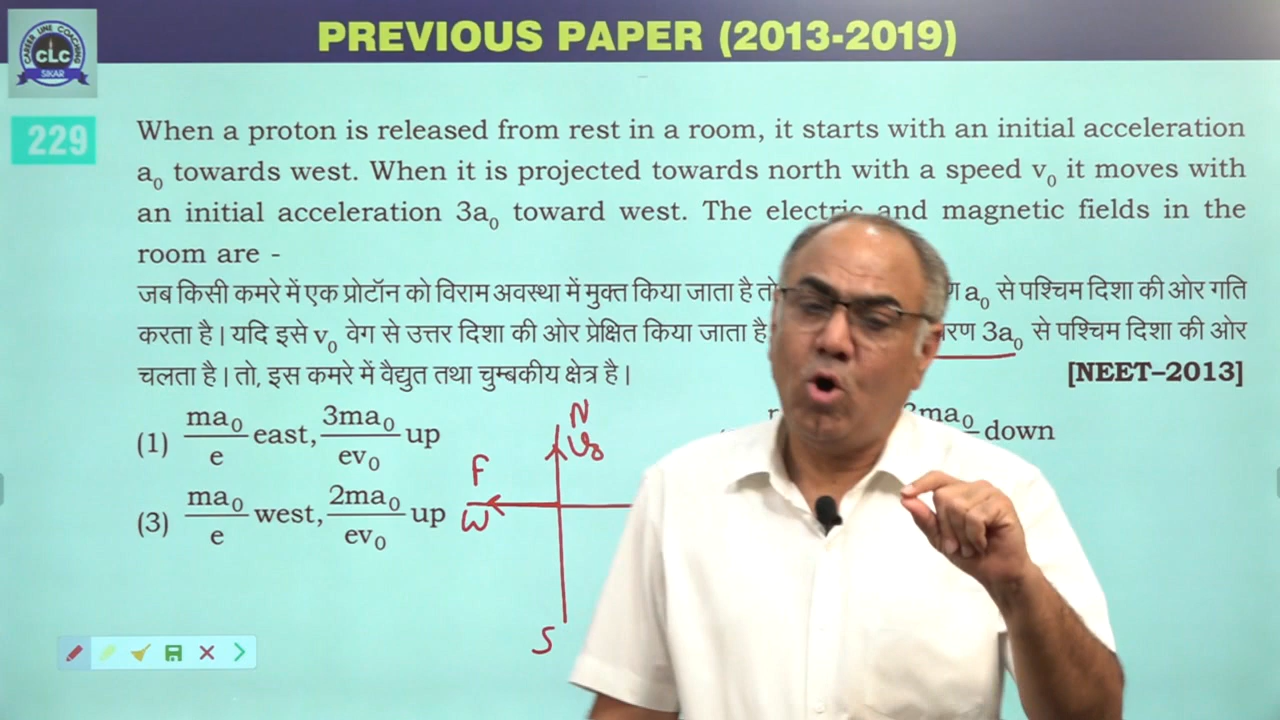 PREVIOUS PAPER (2013-2019)
CAREER LINE COACHING
CLC
SIKAR
229
When a proton is released from rest in a room, it starts with an initial acceleration
a₀ towards west. When it is projected towards north with a speed v₀ it moves with
an initial acceleration 3a₀ toward west. The electric and magnetic fields in the
room are -
जब किसी कमरे में एक प्रोटॉन को विराम अवस्था में मुक्त किया जाता है तो a₀ से पश्चिम दिशा की ओर गति
करता है। यदि इसे v₀ वेग से उत्तर दिशा की ओर प्रेक्षित किया जाता है 3a₀ से पश्चिम दिशा की ओर
चलता है। तो, इस कमरे में वैद्युत तथा चुम्बकीय क्षेत्र है।
[NEET–2013]
(1) ma₀/e east, 3ma₀/ev₀ up
down
(3) ma₀/e west, 2ma₀/ev₀ up
N
v₀
F
W
S